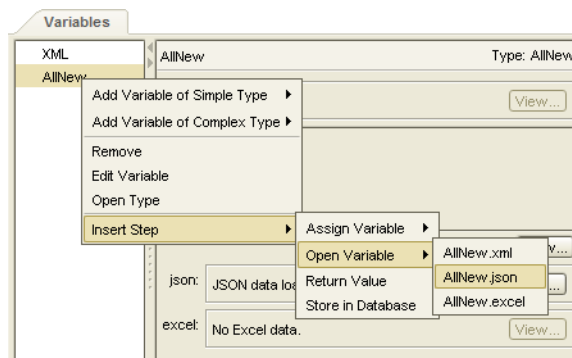 Variables
XML
AllNew
AllNew
Type: AllNew
View...
Add Variable of Simple Type
Add Variable of Complex Type
Remove
Edit Variable
Open Type
Insert Step
Assign Variable
Open Variable
Return Value
Store in Database
AllNew.xml
AllNew.json
AllNew.excel
json:
JSON data
excel:
No Excel data.
View...